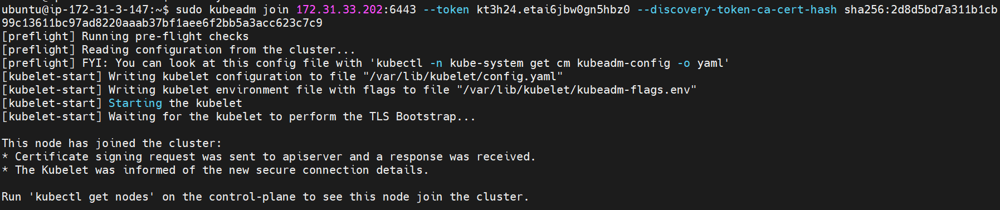 ubuntu@ip-172-31-3-147:~$ sudo kubeadm join 172.31.33.202:6443 --token kt3h24.etai6jbw0gn5hbz0 --discovery-token-ca-cert-hash sha256:2d8d5bd7a311b1cb
99c13611bc97ad8220aaab37bf1aee6f2bb5a3acc623c7c9
[preflight] Running pre-flight checks
[preflight] Reading configuration from the cluster...
[preflight] FYI: You can look at this config file with 'kubectl -n kube-system get cm kubeadm-config -o yaml'
[kubelet-start] Writing kubelet configuration to file "/var/lib/kubelet/config.yaml"
[kubelet-start] Writing kubelet environment file with flags to file "/var/lib/kubelet/kubeadm-flags.env"
[kubelet-start] Starting the kubelet
[kubelet-start] Waiting for the kubelet to perform the TLS Bootstrap...
This node has joined the cluster:
* Certificate signing request was sent to apiserver and a response was received.
* The Kubelet was informed of the new secure connection details.
Run 'kubectl get nodes' on the control-plane to see this node join the cluster.